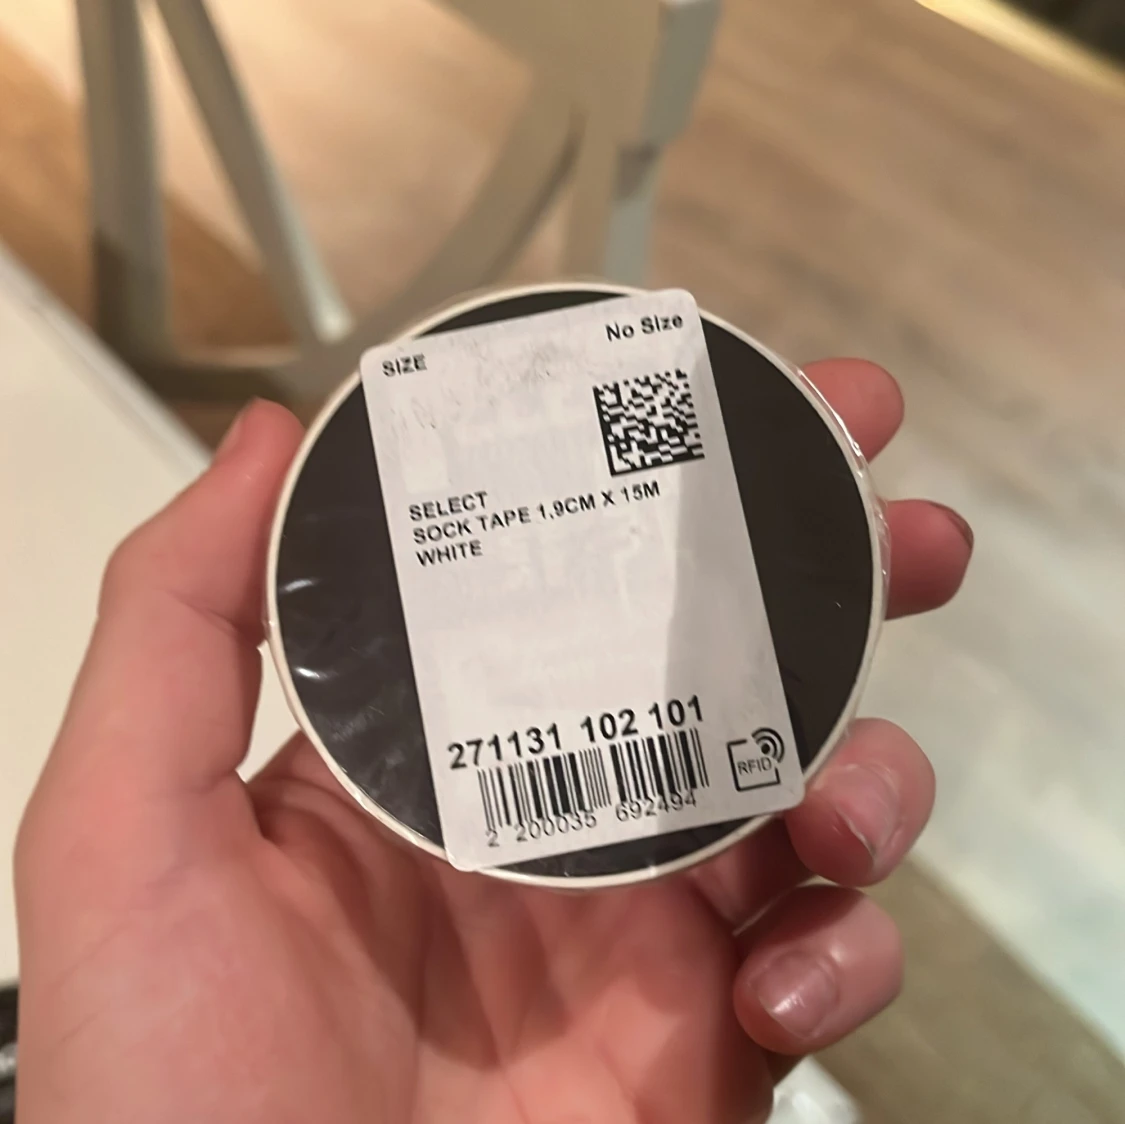 SIZE No Size
SELECT
SOCK TAPE 1.9CM X 15M
WHITE
271131 102 101
RFID
2 200035 692494